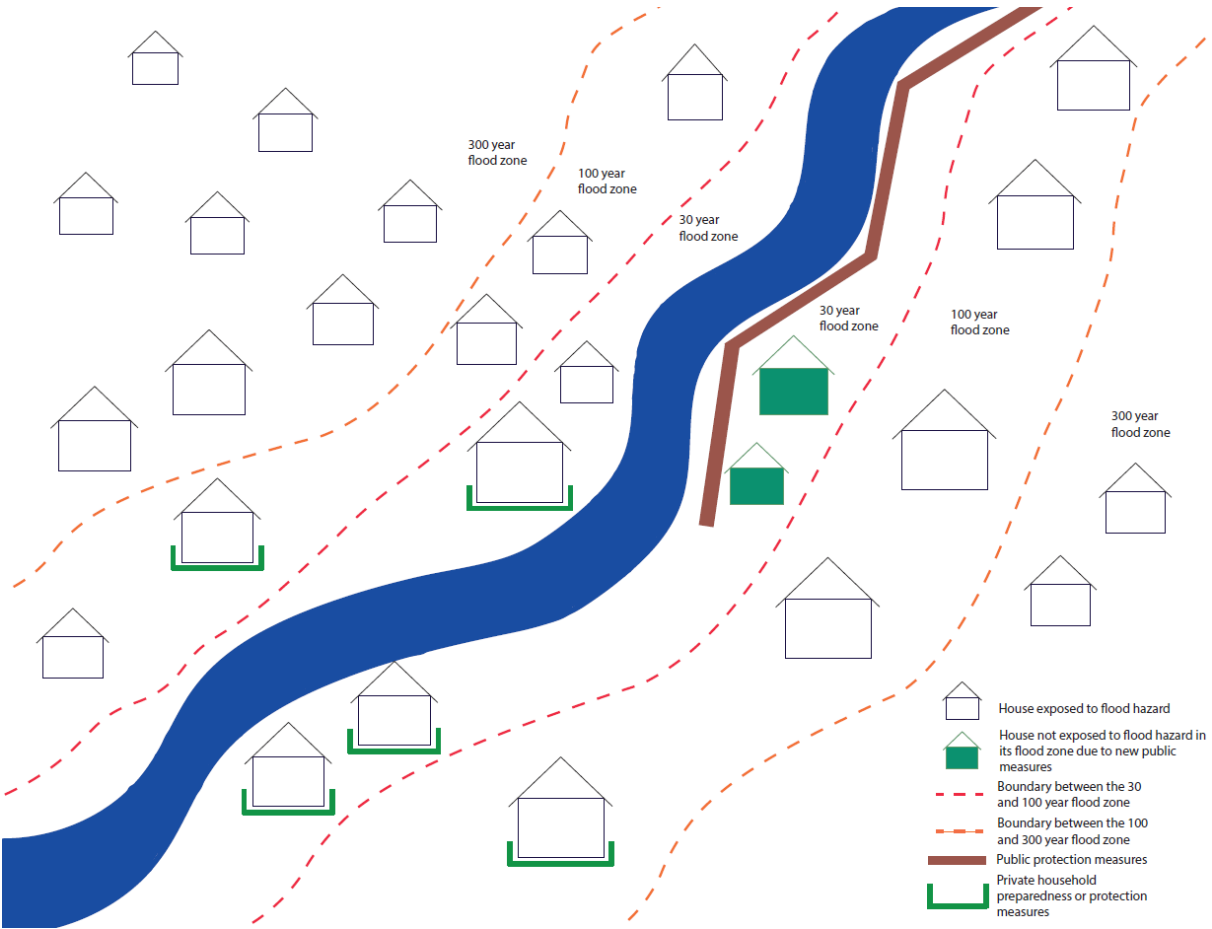 300 year
flood zone
100 year
flood zone
30 year
flood zone
30 year
flood zone
100 year
flood zone
300 year
flood zone
House exposed to flood hazard
House not exposed to flood hazard in
its flood zone due to new public
measures
Boundary between the 30
and 100 year flood zone
Boundary between the 100
and 300 year flood zone
Public protection measures
Private household
preparedness or protection
measures